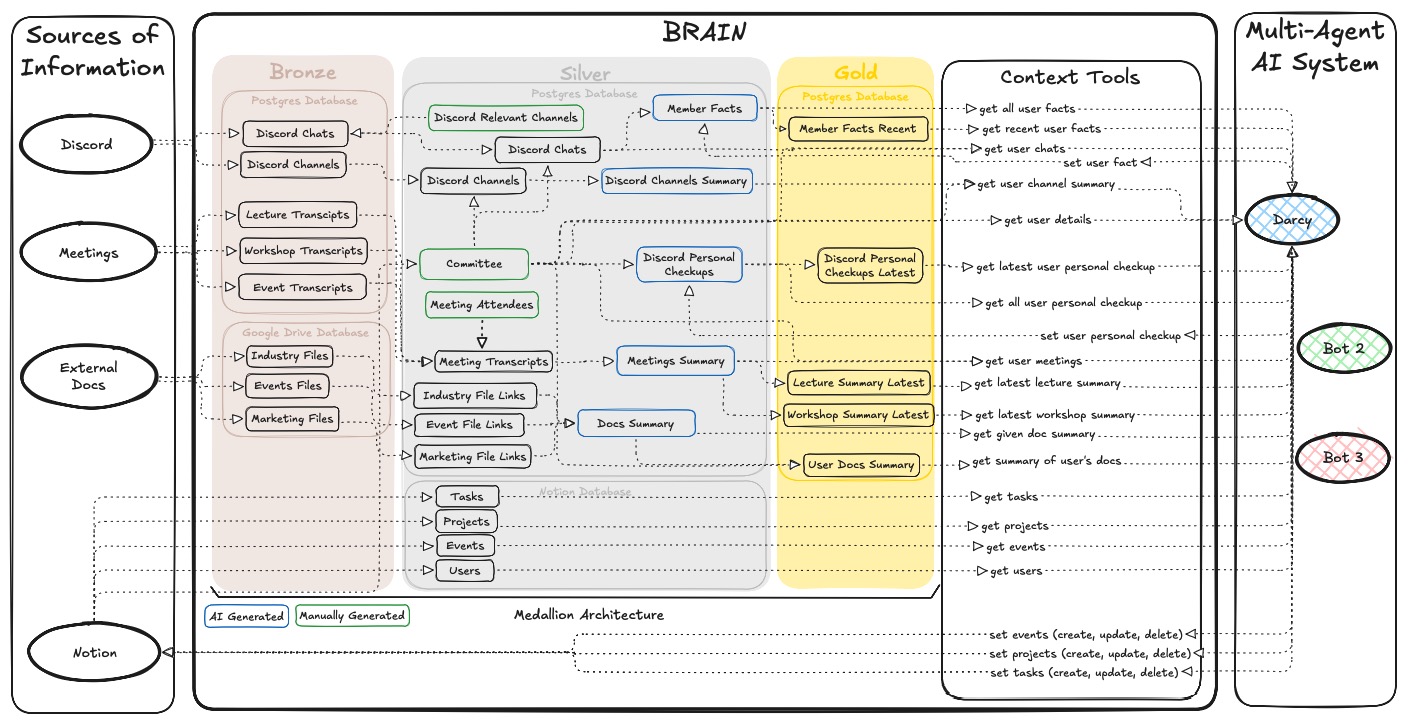 Sources of
Information
Discord
Meetings
External
Docs
Notion
BRAIN
Bronze
Postgres Database
Discord Chats
Discord Channels
Lecture Transcipts
Workshop Transcripts
Event Transcripts
Google Drive Database
Industry Files
Events Files
Marketing Files
Silver
Postgres Database
Discord Relevant Channels
Member Facts
Discord Chats
Discord Channels
Discord Channels Summary
Committee
Discord Personal
Checkups
Meeting Attendees
Meeting Transcripts
Meetings Summary
Industry File Links
Event File Links
Docs Summary
Marketing File Links
Notion Database
Tasks
Projects
Events
Users
Gold
Postgres Database
Member Facts Recent
Discord Personal
Checkups Latest
Lecture Summary Latest
Workshop Summary Latest
User Docs Summary
AI Generated
Manually Generated
Medallion Architecture
Context Tools
get all user facts
get recent user facts
get user chats
set user fact
get user channel summary
get user details
get latest user personal checkup
get all user personal checkup
set user personal checkup
get user meetings
get latest lecture summary
get latest workshop summary
get given doc summary
get summary of user's docs
get tasks
get projects
get events
get users
set events (create, update, delete)
set projects (create, update, delete)
set tasks (create, update, delete)
Multi-Agent
AI System
Darcy
Bot 2
Bot 3